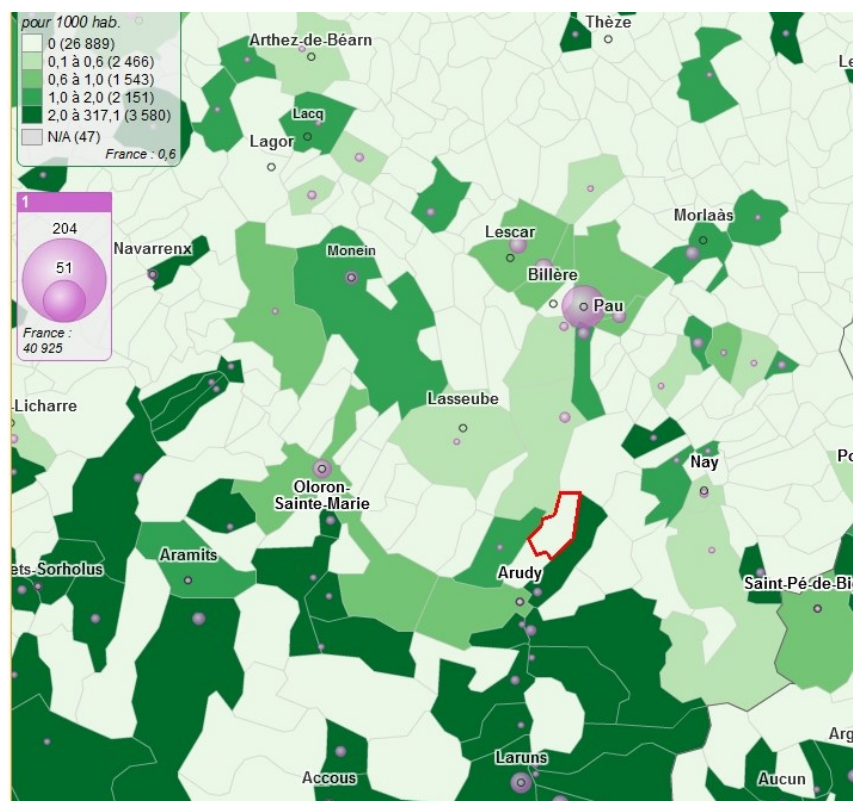 pour 1000 hab.
0 (26 889)
0,1 à 0,6 (2 466)
0,6 à 1,0 (1 543)
1,0 à 2,0 (2 151)
2,0 à 317,1 (3 580)
N/A (47)
France : 0,6
1
204
51
France :
40 925
Thèze
Arthez-de-Béarn
Le
Lacq
Lagor
Morlaàs
Lescar
Navarrenx
Monein
Billère
Pau
Lasseube
-Licharre
Nay
Po
Oloron-
Sainte-Marie
Aramits
Arudy
ets-Sorholus
Saint-Pé-de-Bi
Arg
Laruns
Accous
Aucun